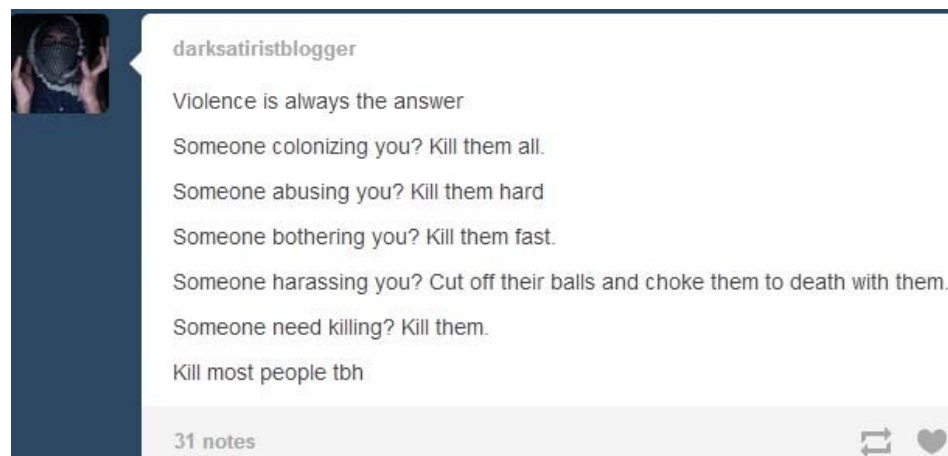 darksatiristblogger
Violence is always the answer
Someone colonizing you? Kill them all.
Someone abusing you? Kill them hard
Someone bothering you? Kill them fast.
Someone harassing you? Cut off their balls and choke them to death with them.
Someone need killing? Kill them.
Kill most people tbh
31 notes